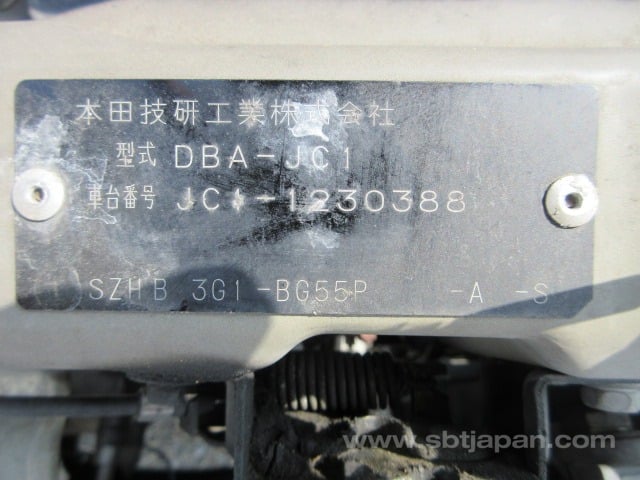 本田技研工業株式会社
型式 DBA-JC1
車台番号 JC1-1230388
SZHB 3G1-BG55P -A -S
www.sbtjapan.com